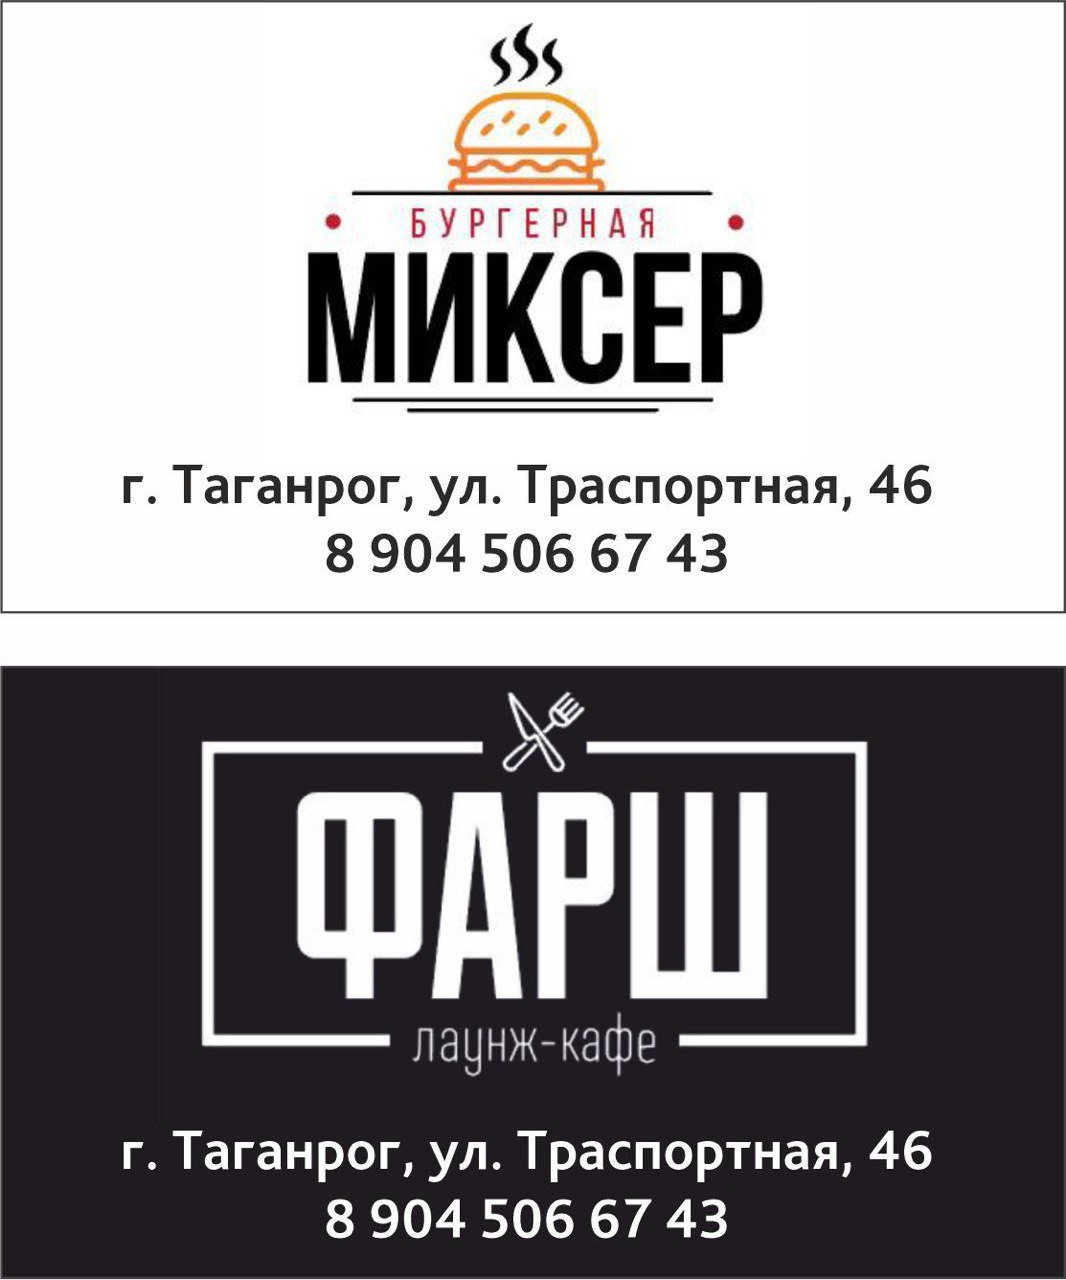 БУРГЕРНАЯ
МИКСЕР
г. Таганрог, ул. Траспортная, 46
8 904 506 67 43
ФАРШ
лаунж-кафе
г. Таганрог, ул. Траспортная, 46
8 904 506 67 43